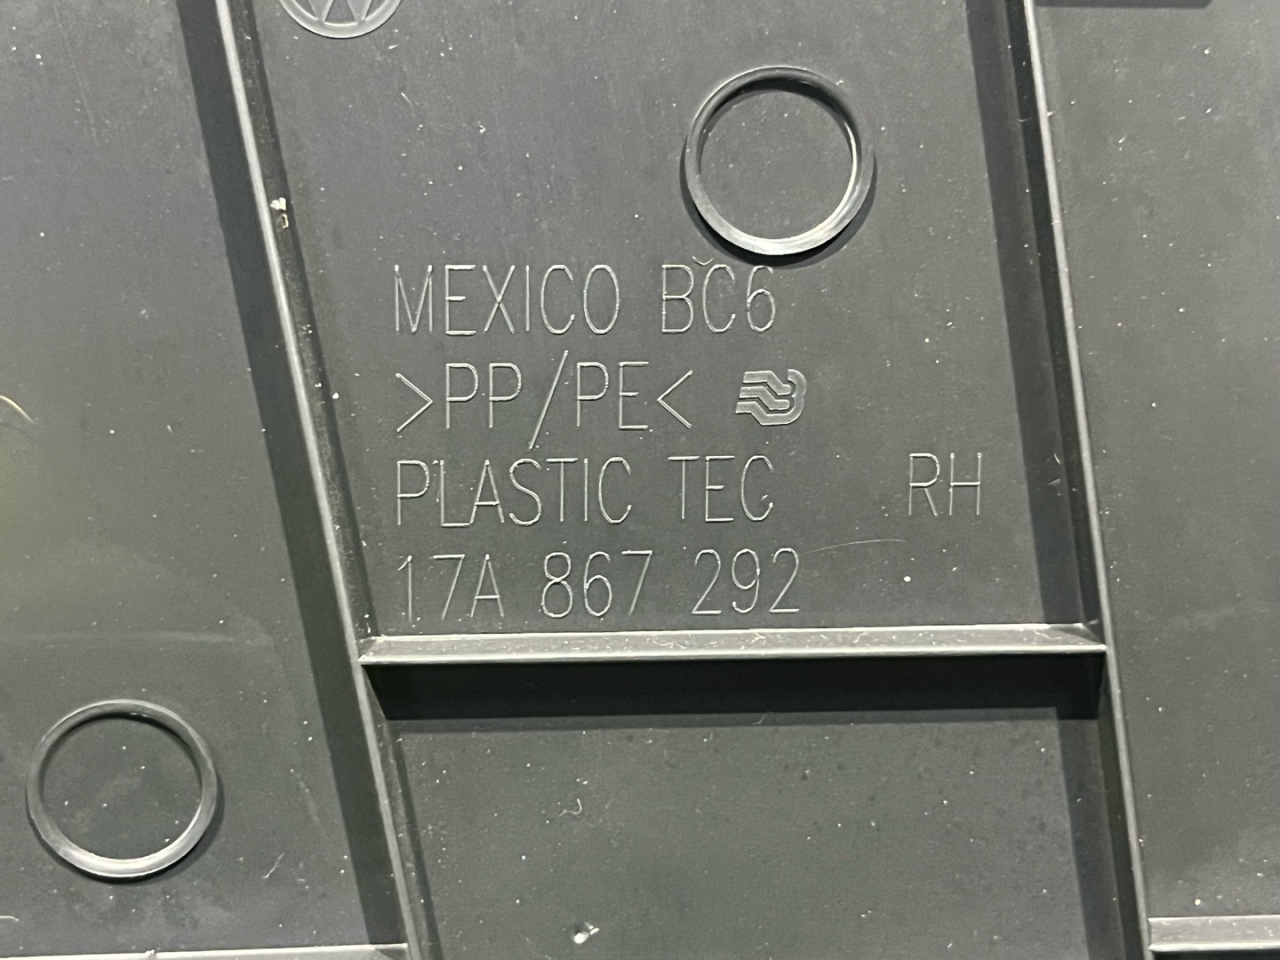 MEXICO BC6
>PP/PE<
PLASTIC TEC RH
17A 867 292